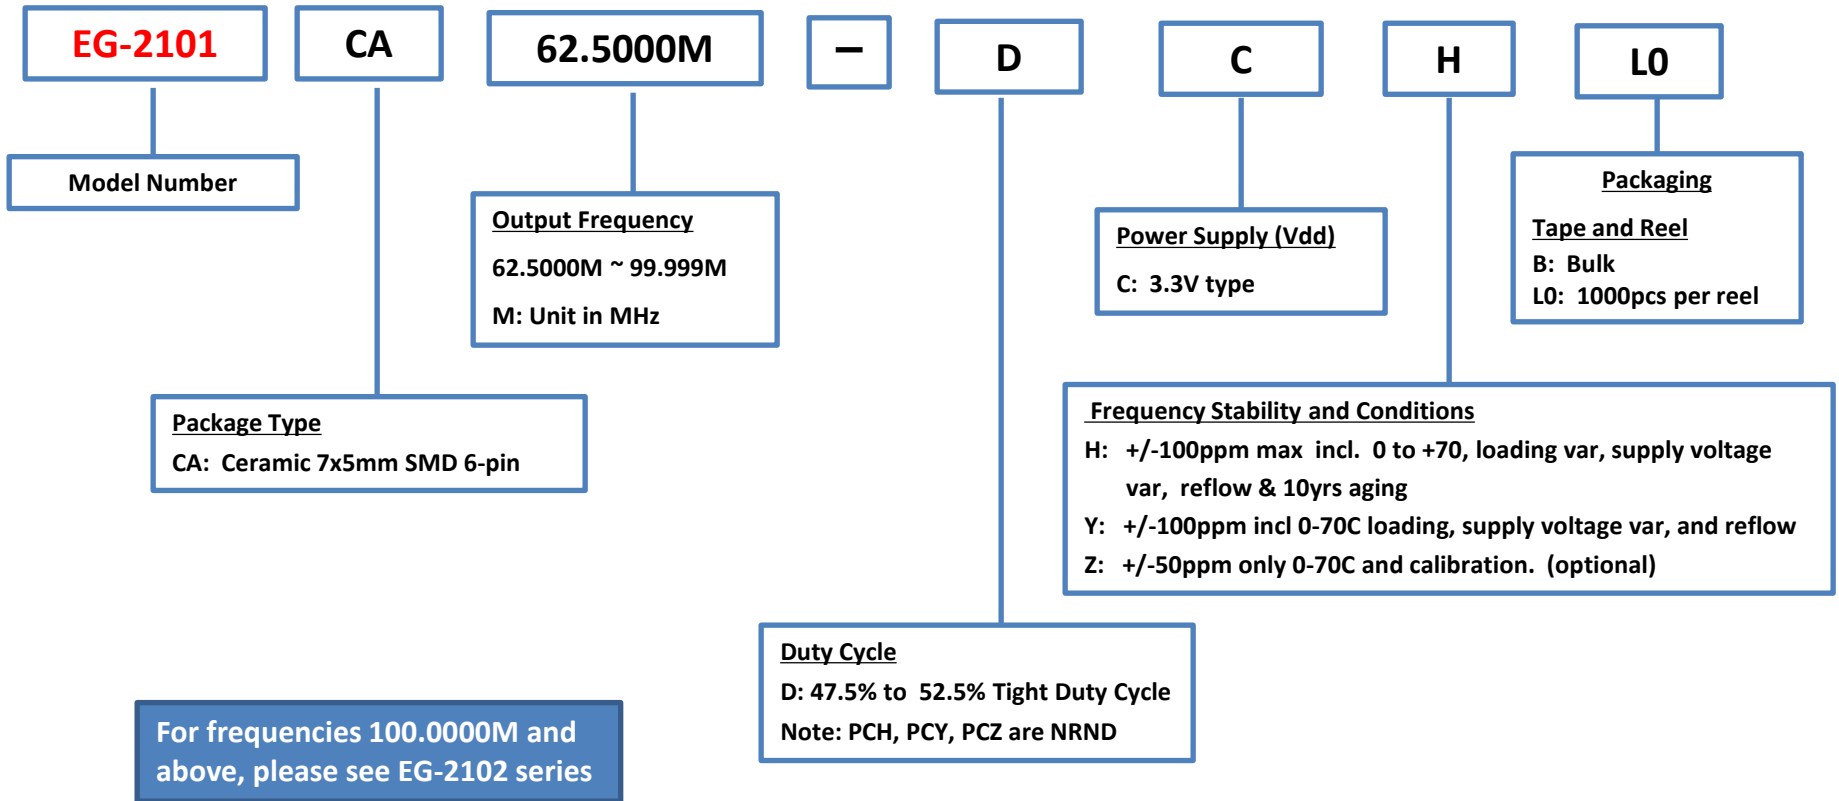 EG-2101 CA 62.5000M – D C H L0
Model Number
Output Frequency
62.5000M ~ 99.999M
M: Unit in MHz
Power Supply (Vdd)
C: 3.3V type
Packaging
Tape and Reel
B: Bulk
L0: 1000pcs per reel
Package Type
CA: Ceramic 7x5mm SMD 6-pin
Frequency Stability and Conditions
H: +/-100ppm max incl. 0 to +70, loading var, supply voltage
var, reflow & 10yrs aging
Y: +/-100ppm incl 0-70C loading, supply voltage var, and reflow
Z: +/-50ppm only 0-70C and calibration. (optional)
Duty Cycle
D: 47.5% to 52.5% Tight Duty Cycle
Note: PCH, PCY, PCZ are NRND
For frequencies 100.0000M and
above, please see EG-2102 series